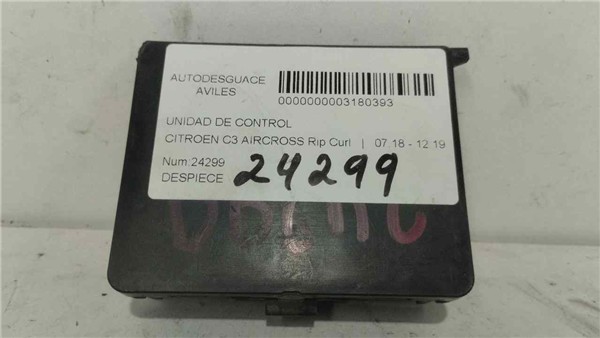 AUTODESGUACE
AVILES
0000000003180393
UNIDAD DE CONTROL
CITROEN C3 AIRCROSS Rip Curl | 07.18 - 12.19
Num.24299
DESPIECE
24299